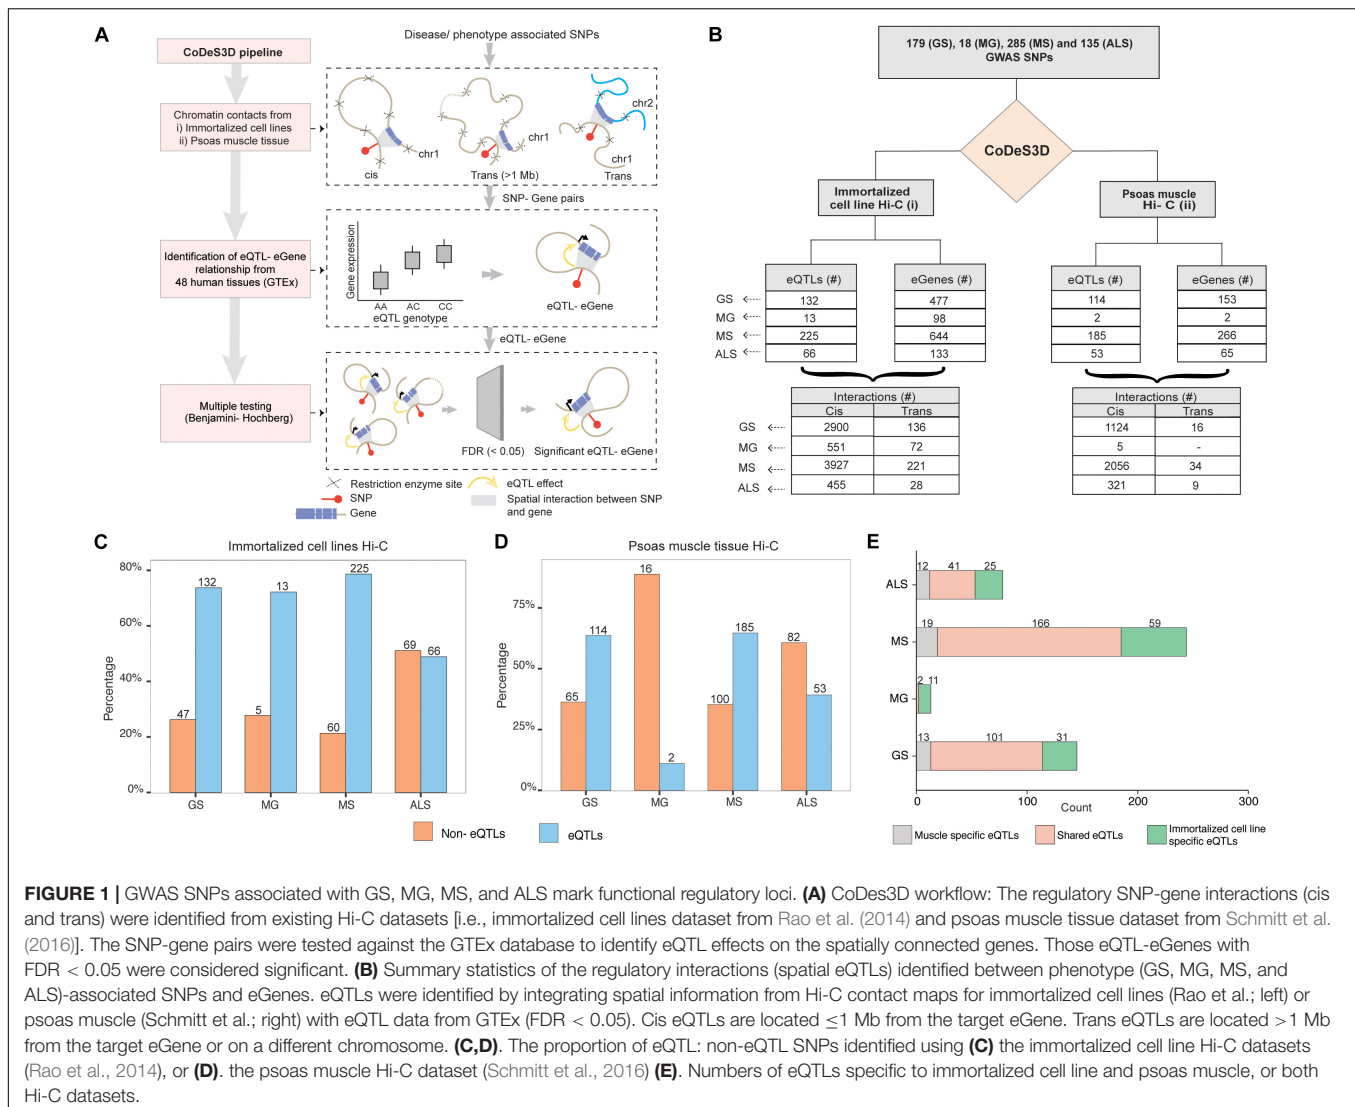 A
CoDeS3D pipeline
Chromatin contacts from
i) Immortalized cell lines
ii) Psoas muscle tissue
Identification of eQTL- eGene
relationship from
48 human tissues (GTEx)
Multiple testing
(Benjamini- Hochberg)
Disease/ phenotype associated SNPs
chr1
cis
chr1
Trans (>1 Mb)
chr2
chr1
Trans
SNP- Gene pairs
Gene expression
AA AC CC
eQTL genotype
eQTL- eGene
eQTL- eGene
FDR (< 0.05)
Significant eQTL- eGene
Restriction enzyme site
SNP
Gene
eQTL effect
Spatial interaction between SNP
and gene
B
179 (GS), 18 (MG), 285 (MS) and 135 (ALS)
GWAS SNPs
CoDeS3D
Immortalized
cell line Hi-C (i)
Psoas muscle
Hi- C (ii)
eQTLs (#) eGenes (#) eQTLs (#) eGenes (#)
GS 132 477 114 153
MG 13 98 2 2
MS 225 644 185 266
ALS 66 133 53 65
Interactions (#) Interactions (#)
Cis Trans Cis Trans
GS 2900 136 1124 16
MG 551 72 5 -
MS 3927 221 2056 34
ALS 455 28 321 9
C
Immortalized cell lines Hi-C
Percentage
80%
60%
40%
20%
0%
47 132 5 13 60 225 69 66
GS MG MS ALS
D
Psoas muscle tissue Hi-C
Percentage
75%
50%
25%
0%
65 114 16 2 100 185 82 53
GS MG MS ALS
Non- eQTLs eQTLs
E
ALS 12 41 25
MS 19 166 59
MG 2 11
GS 13 101 31
0 100 200 300
Count
Muscle specific eQTLs Shared eQTLs Immortalized cell line
specific eQTLs
FIGURE 1 | GWAS SNPs associated with GS, MG, MS, and ALS mark functional regulatory loci. (A) CoDes3D workflow: The regulatory SNP-gene interactions (cis
and trans) were identified from existing Hi-C datasets [i.e., immortalized cell lines dataset from Rao et al. (2014) and psoas muscle tissue dataset from Schmitt et al.
(2016)]. The SNP-gene pairs were tested against the GTEx database to identify eQTL effects on the spatially connected genes. Those eQTL-eGenes with
FDR < 0.05 were considered significant. (B) Summary statistics of the regulatory interactions (spatial eQTLs) identified between phenotype (GS, MG, MS, and
ALS)-associated SNPs and eGenes. eQTLs were identified by integrating spatial information from Hi-C contact maps for immortalized cell lines (Rao et al.; left) or
psoas muscle (Schmitt et al.; right) with eQTL data from GTEx (FDR < 0.05). Cis eQTLs are located ≤1 Mb from the target eGene. Trans eQTLs are located >1 Mb
from the target eGene or on a different chromosome. (C,D). The proportion of eQTL: non-eQTL SNPs identified using (C) the immortalized cell line Hi-C datasets
(Rao et al., 2014), or (D). the psoas muscle Hi-C dataset (Schmitt et al., 2016) (E). Numbers of eQTLs specific to immortalized cell line and psoas muscle, or both
Hi-C datasets.